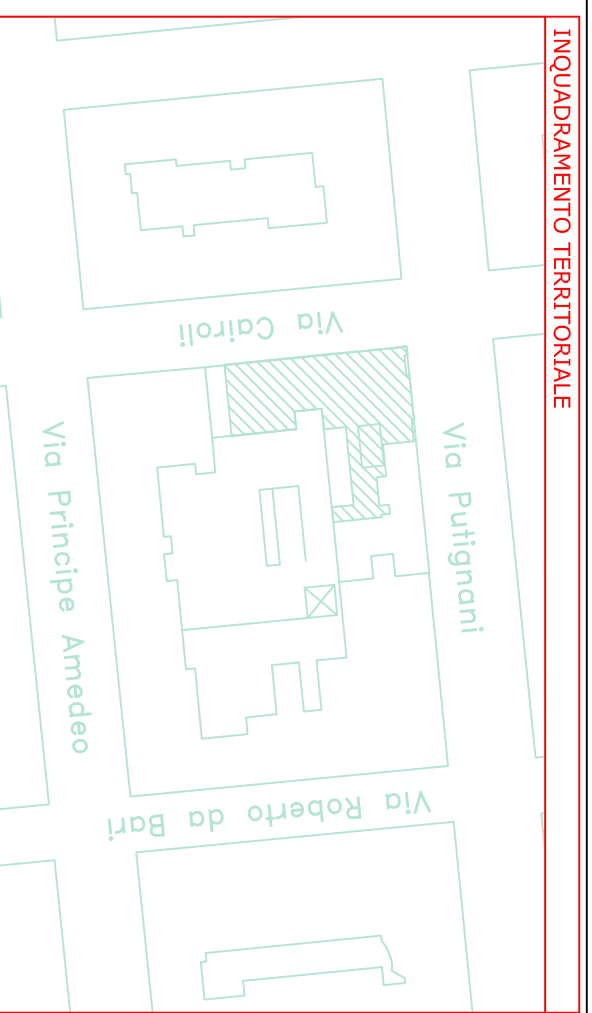 INQUADRAMENTO TERRITORIALE
Via Cairoli
Via Putignani
Via Principe Amedeo
Via Roberto da Bari